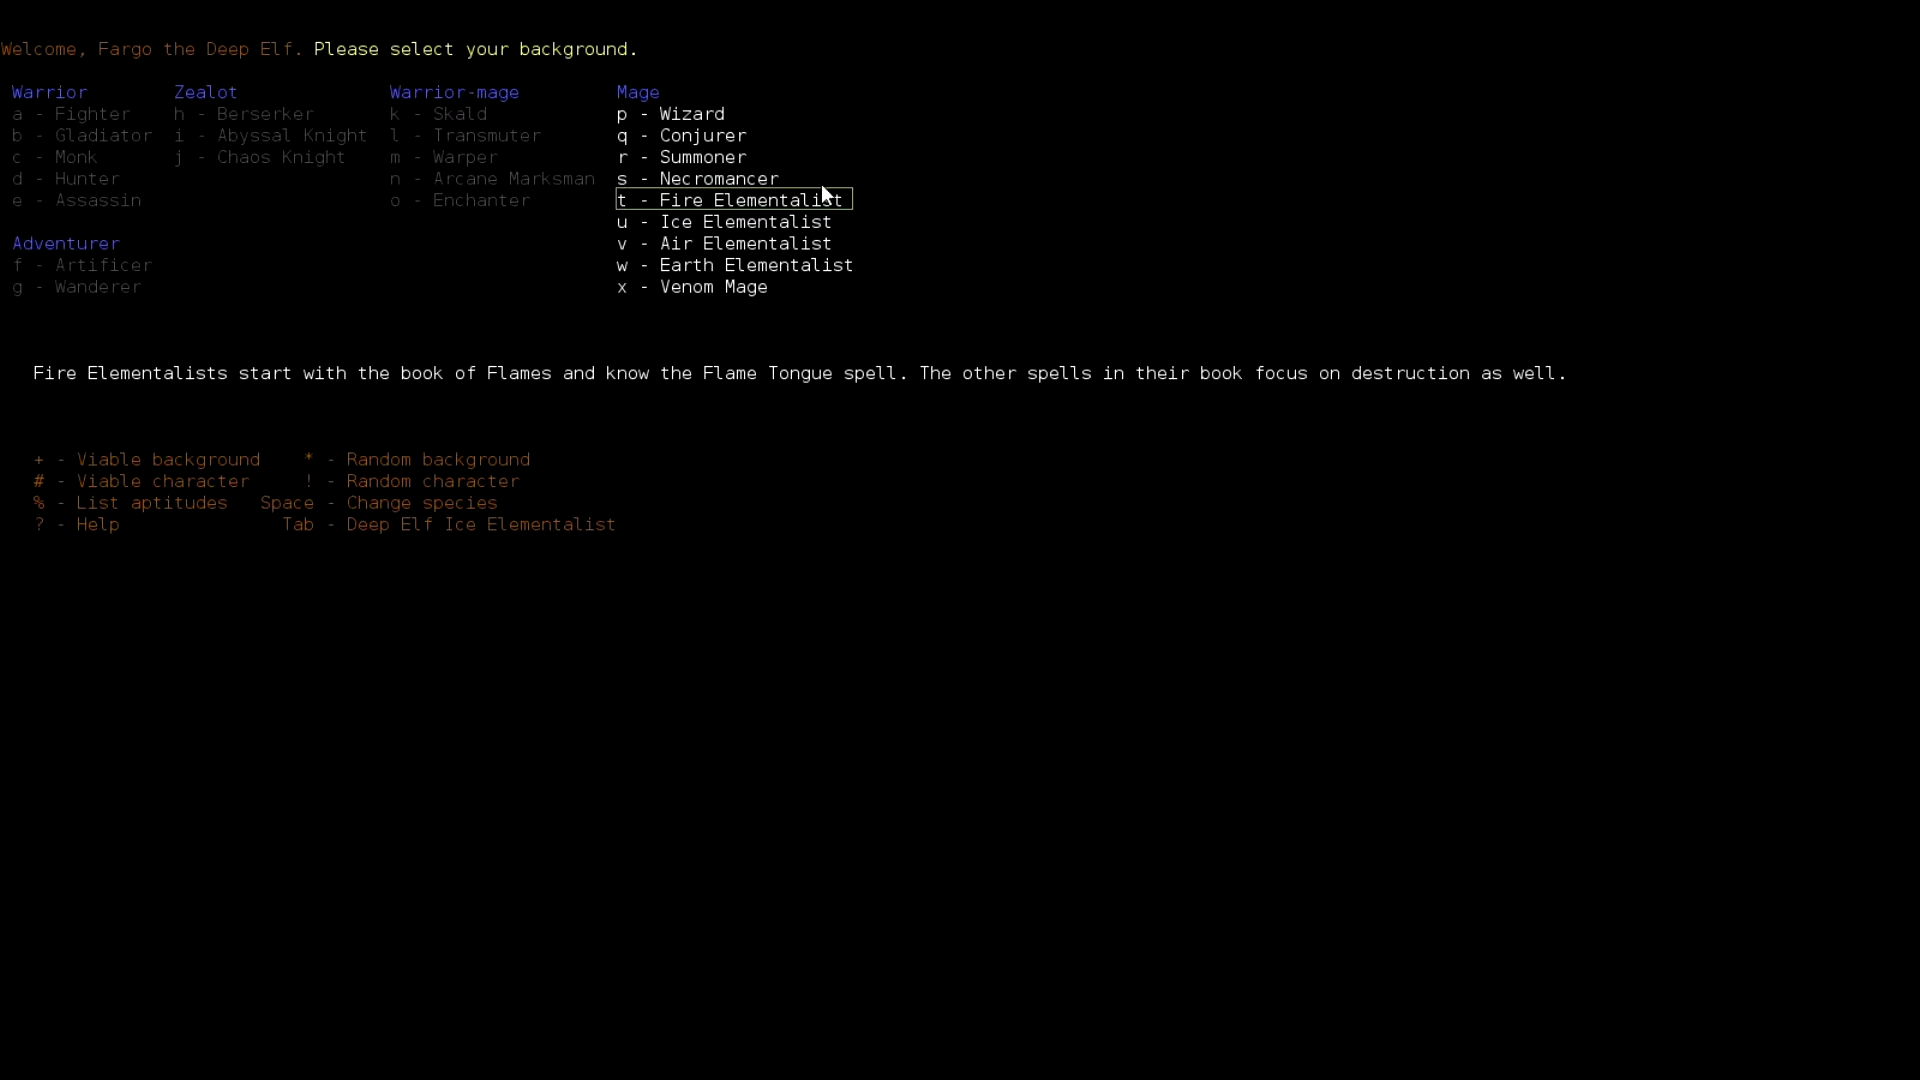 Welcome, Fargo the Deep Elf. Please select your background.
Warrior Zealot Warrior-mage Mage
a - Fighter h - Berserker k - Skald p - Wizard
b - Gladiator i - Abyssal Knight l - Transmuter q - Conjurer
c - Monk j - Chaos Knight m - Warper r - Summoner
d - Hunter n - Arcane Marksman s - Necromancer
e - Assassin o - Enchanter t - Fire Elementalist
u - Ice Elementalist
Adventurer v - Air Elementalist
f - Artificer w - Earth Elementalist
g - Wanderer x - Venom Mage
Fire Elementalists start with the book of Flames and know the Flame Tongue spell. The other spells in their book focus on destruction as well.
+ - Viable background * - Random background
# - Viable character ! - Random character
% - List aptitudes Space - Change species
? - Help Tab - Deep Elf Ice Elementalist